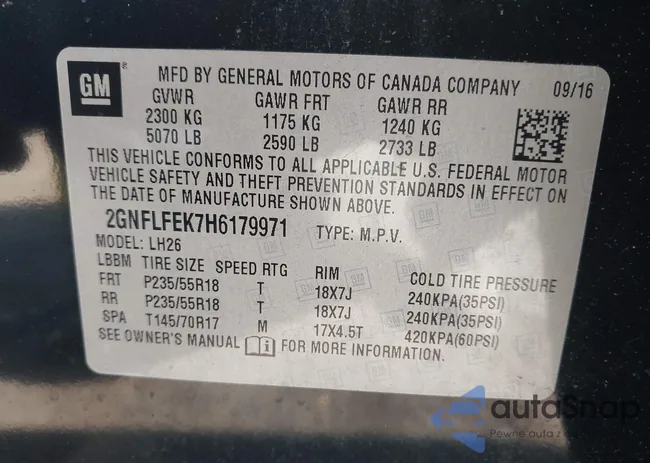 GM
MFD BY GENERAL MOTORS OF CANADA COMPANY 09/16
GVWR GAWR FRT GAWR RR
2300 KG 1175 KG 1240 KG
5070 LB 2590 LB 2733 LB
THIS VEHICLE CONFORMS TO ALL APPLICABLE U.S. FEDERAL MOTOR
VEHICLE SAFETY AND THEFT PREVENTION STANDARDS IN EFFECT ON
THE DATE OF MANUFACTURE SHOWN ABOVE.
2GNFLFEK7H6179971 TYPE: M.P.V.
MODEL: LH26
LBBM TIRE SIZE SPEED RTG RIM COLD TIRE PRESSURE
FRT P235/55R18 T 18X7J 240KPA(35PSI)
RR P235/55R18 T 18X7J 240KPA(35PSI)
SPA T145/70R17 M 17X4.5T 420KPA(60PSI)
SEE OWNER'S MANUAL FOR MORE INFORMATION.
autoSnap
Pewne auta z